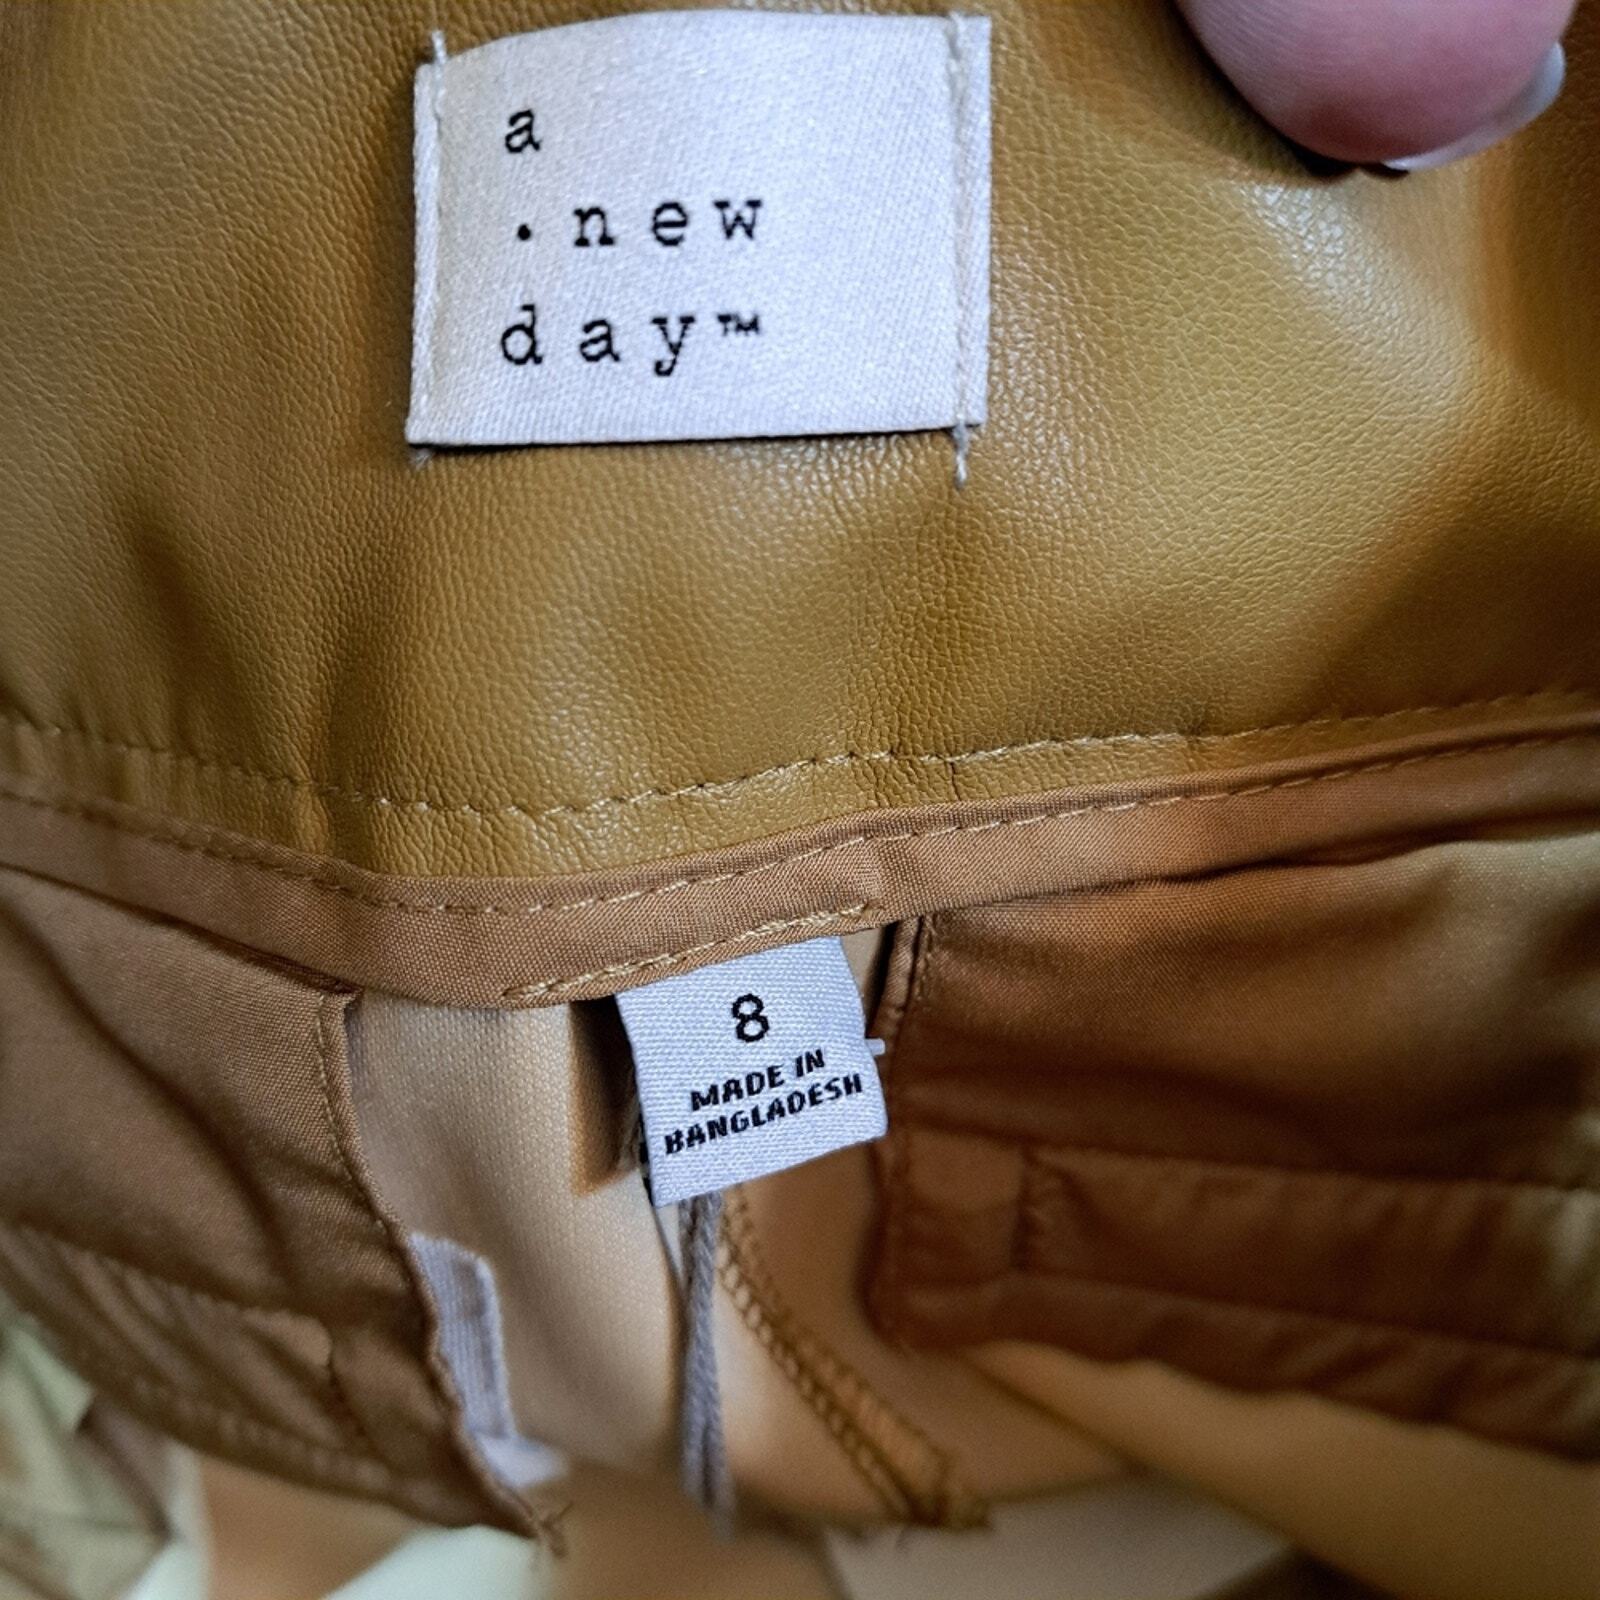 a
. new
day™
8
MADE IN
BANGLADESH